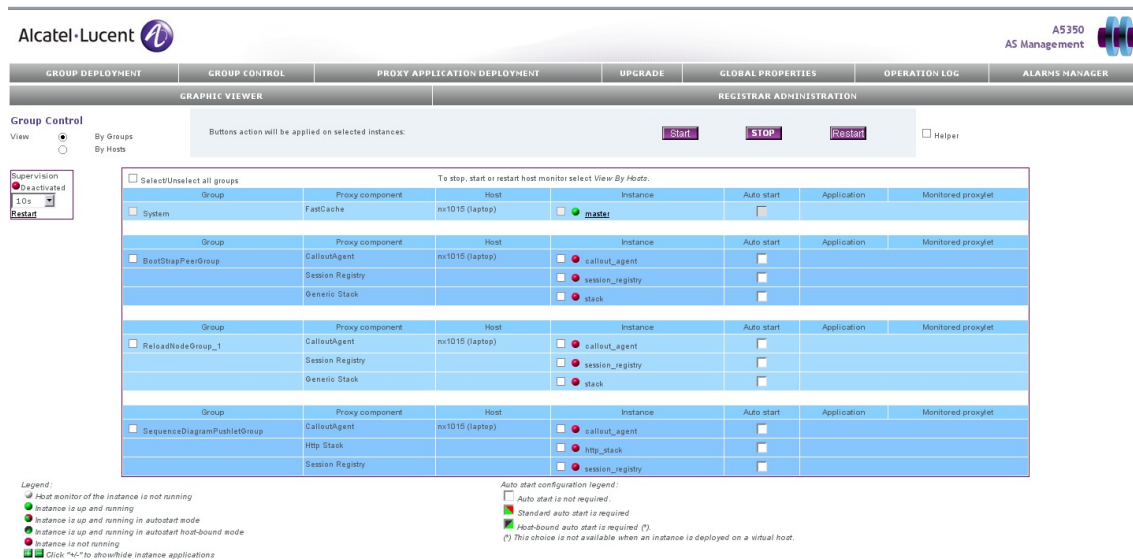 Alcatel·Lucent
A5350
AS Management
GROUP DEPLOYMENT GROUP CONTROL PROXY APPLICATION DEPLOYMENT UPGRADE GLOBAL PROPERTIES OPERATION LOG ALARMS MANAGER
GRAPHIC VIEWER REGISTRAR ADMINISTRATION
Group Control
View By Groups
By Hosts
Buttons action will be applied on selected instances: Start STOP Restart Helper
Supervision
Deactivated
10s
Restart
Select/Unselect all groups To stop, start or restart host monitor select View By Hosts.
Group Proxy component Host Instance Auto start Application Monitored proxylet
System FastCache nx1015 (laptop) master
Group Proxy component Host Instance Auto start Application Monitored proxylet
BootStrapPeerGroup CalloutAgent nx1015 (laptop) callout_agent
Session Registry session_registry
Generic Stack stack
Group Proxy component Host Instance Auto start Application Monitored proxylet
ReloadNodeGroup_1 CalloutAgent nx1015 (laptop) callout_agent
Session Registry session_registry
Generic Stack stack
Group Proxy component Host Instance Auto start Application Monitored proxylet
SequenceDiagramPushletGroup CalloutAgent nx1015 (laptop) callout_agent
Http Stack http_stack
Session Registry session_registry
Legend:
Host monitor of the instance is not running
Instance is up and running
Instance is up and running in autostart mode
Instance is up and running in autostart host-bound mode
Instance is not running
Click "+/-" to show/hide instance applications
Auto start configuration legend:
Auto start is not required.
Standard auto start is required
Host-bound auto start is required (*).
(*) This choice is not available when an instance is deployed on a virtual host.